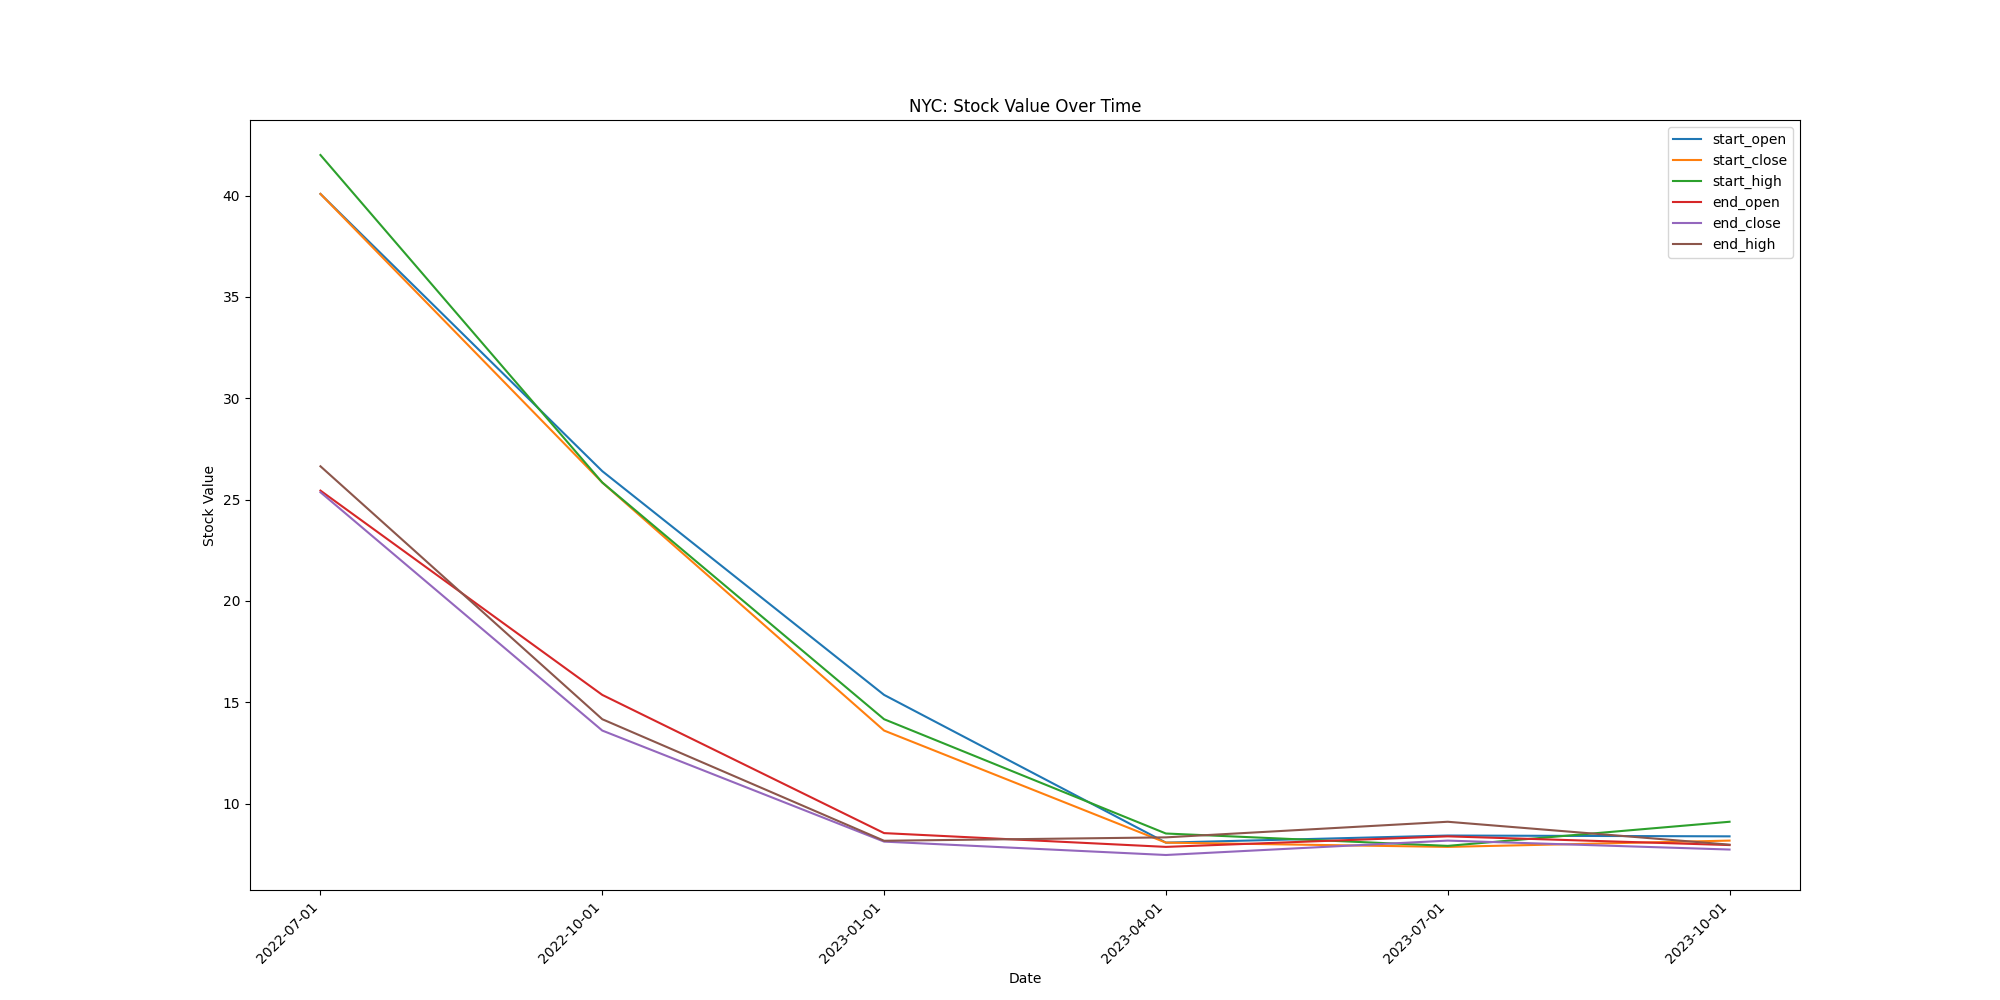 NYC: Stock Value Over Time
start_open
start_close
start_high
end_open
end_close
end_high
40
35
30
25
20
15
10
Stock Value
2022-07-01
2022-10-01
2023-01-01
2023-04-01
2023-07-01
2023-10-01
Date